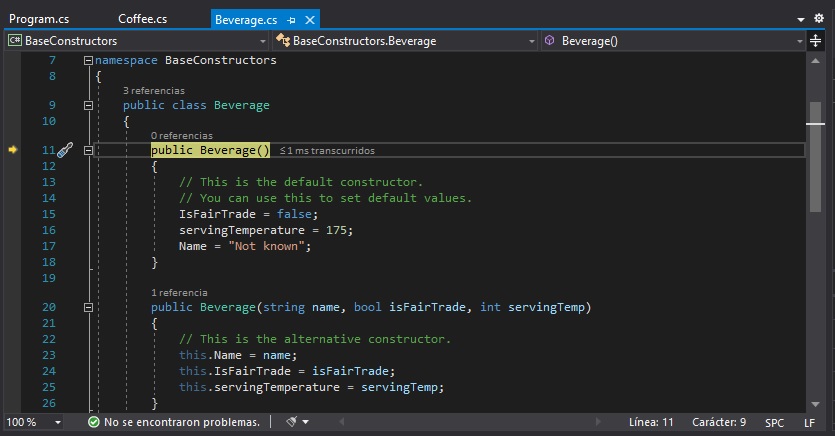 Program.cs Coffee.cs Beverage.cs
C# BaseConstructors BaseConstructors.Beverage Beverage()
7 namespace BaseConstructors
8 {
3 referencias
9 public class Beverage
10 {
0 referencias
11 public Beverage() ≤ 1 ms transcurridos
12 {
13 // This is the default constructor.
14 // You can use this to set default values.
15 IsFairTrade = false;
16 servingTemperature = 175;
17 Name = "Not known";
18 }
19
1 referencia
20 public Beverage(string name, bool isFairTrade, int servingTemp)
21 {
22 // This is the alternative constructor.
23 this.Name = name;
24 this.IsFairTrade = isFairTrade;
25 this.servingTemperature = servingTemp;
26 }
100 % No se encontraron problemas. Línea: 11 Carácter: 9 SPC LF